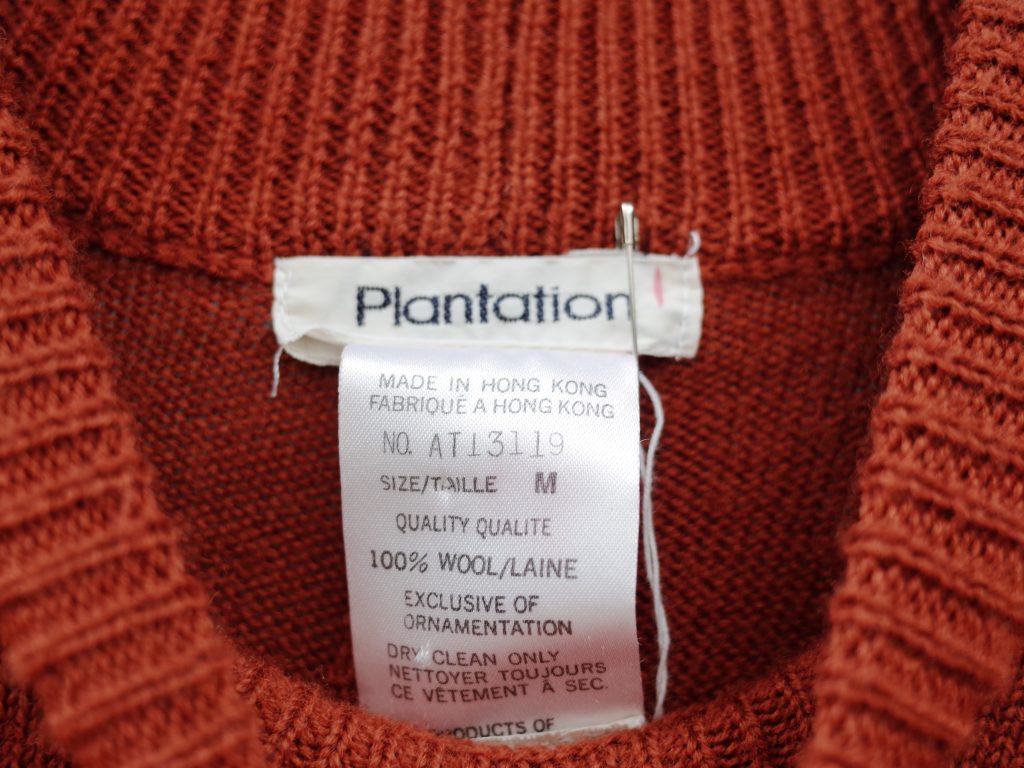 Plantation
MADE IN HONG KONG
FABRIQUÉ A HONG KONG
NO. AT13119
SIZE/TAILLE M
QUALITY QUALITE
100% WOOL/LAINE
EXCLUSIVE OF
ORNAMENTATION
DRY CLEAN ONLY
NETTOYER TOUJOURS
CE VÊTEMENT À SEC.
PRODUCTS OF